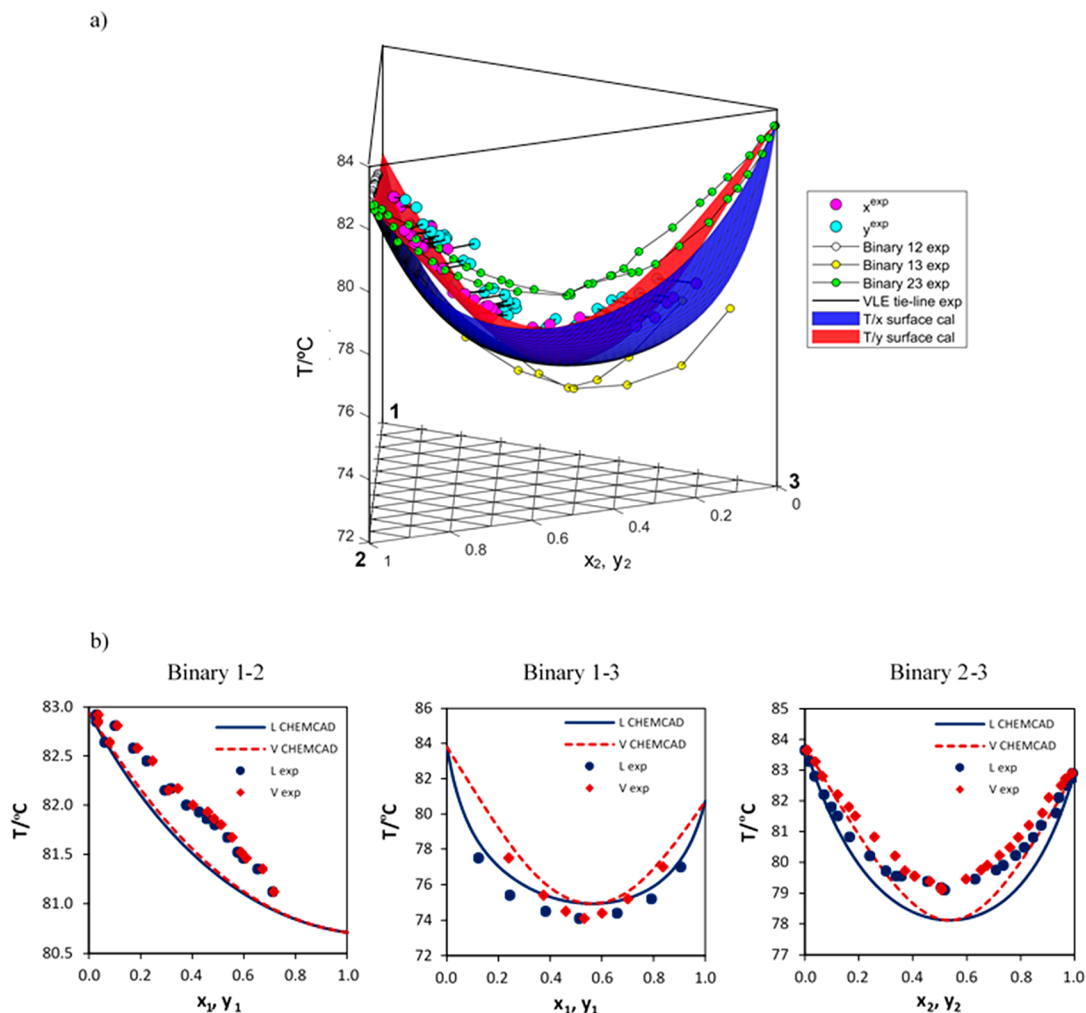 a)
84
82
80
78
76
74
72
T/ºC
1
2
3
1
0.8
0.6
0.4
0.2
0
x₂, y₂
x^exp
y^exp
Binary 12 exp
Binary 13 exp
Binary 23 exp
VLE tie-line exp
T/x surface cal
T/y surface cal
b)
Binary 1-2
83.0
82.5
82.0
81.5
81.0
80.5
T/°C
0.0 0.2 0.4 0.6 0.8 1.0
x₁, y₁
L CHEMCAD
V CHEMCAD
L exp
V exp
Binary 1-3
86
84
82
80
78
76
74
72
T/°C
0.0 0.2 0.4 0.6 0.8 1.0
x₁, y₁
L CHEMCAD
V CHEMCAD
L exp
V exp
Binary 2-3
85
83
81
79
77
T/°C
0.0 0.2 0.4 0.6 0.8 1.0
x₂, y₂
L CHEMCAD
V CHEMCAD
L exp
V exp